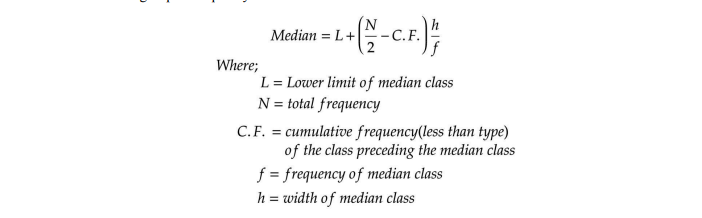 Median = L + (N/2 − C.F.) h/f
Where;
L = Lower limit of median class
N = total frequency
C.F. = cumulative frequency(less than type)
of the class preceding the median class
f = frequency of median class
h = width of median class